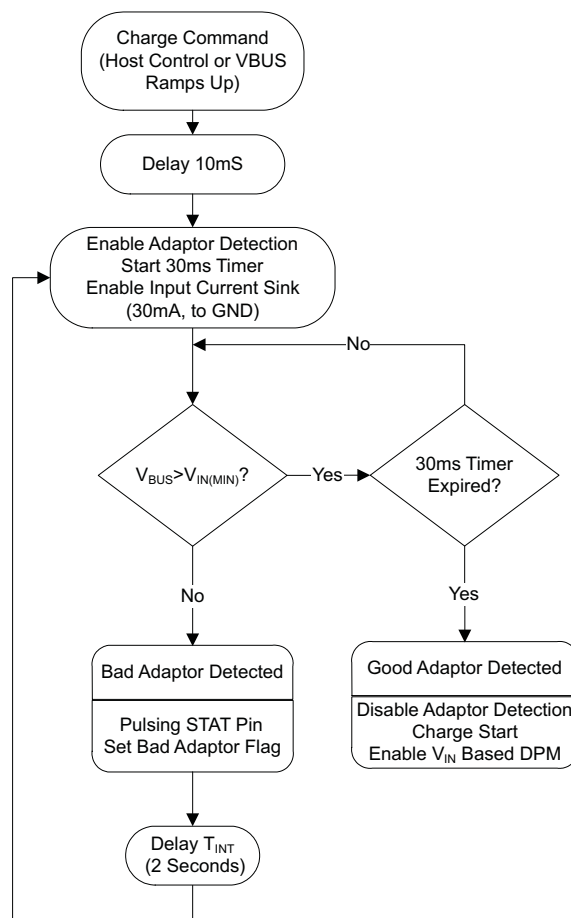 Charge Command
(Host Control or VBUS
Ramps Up)
Delay 10mS
Enable Adaptor Detection
Start 30ms Timer
Enable Input Current Sink
(30mA, to GND)
No
VBUS>VIN(MIN)?
Yes
30ms Timer
Expired?
No
Yes
Bad Adaptor Detected
Pulsing STAT Pin
Set Bad Adaptor Flag
Good Adaptor Detected
Disable Adaptor Detection
Charge Start
Enable VIN Based DPM
Delay TINT
(2 Seconds)